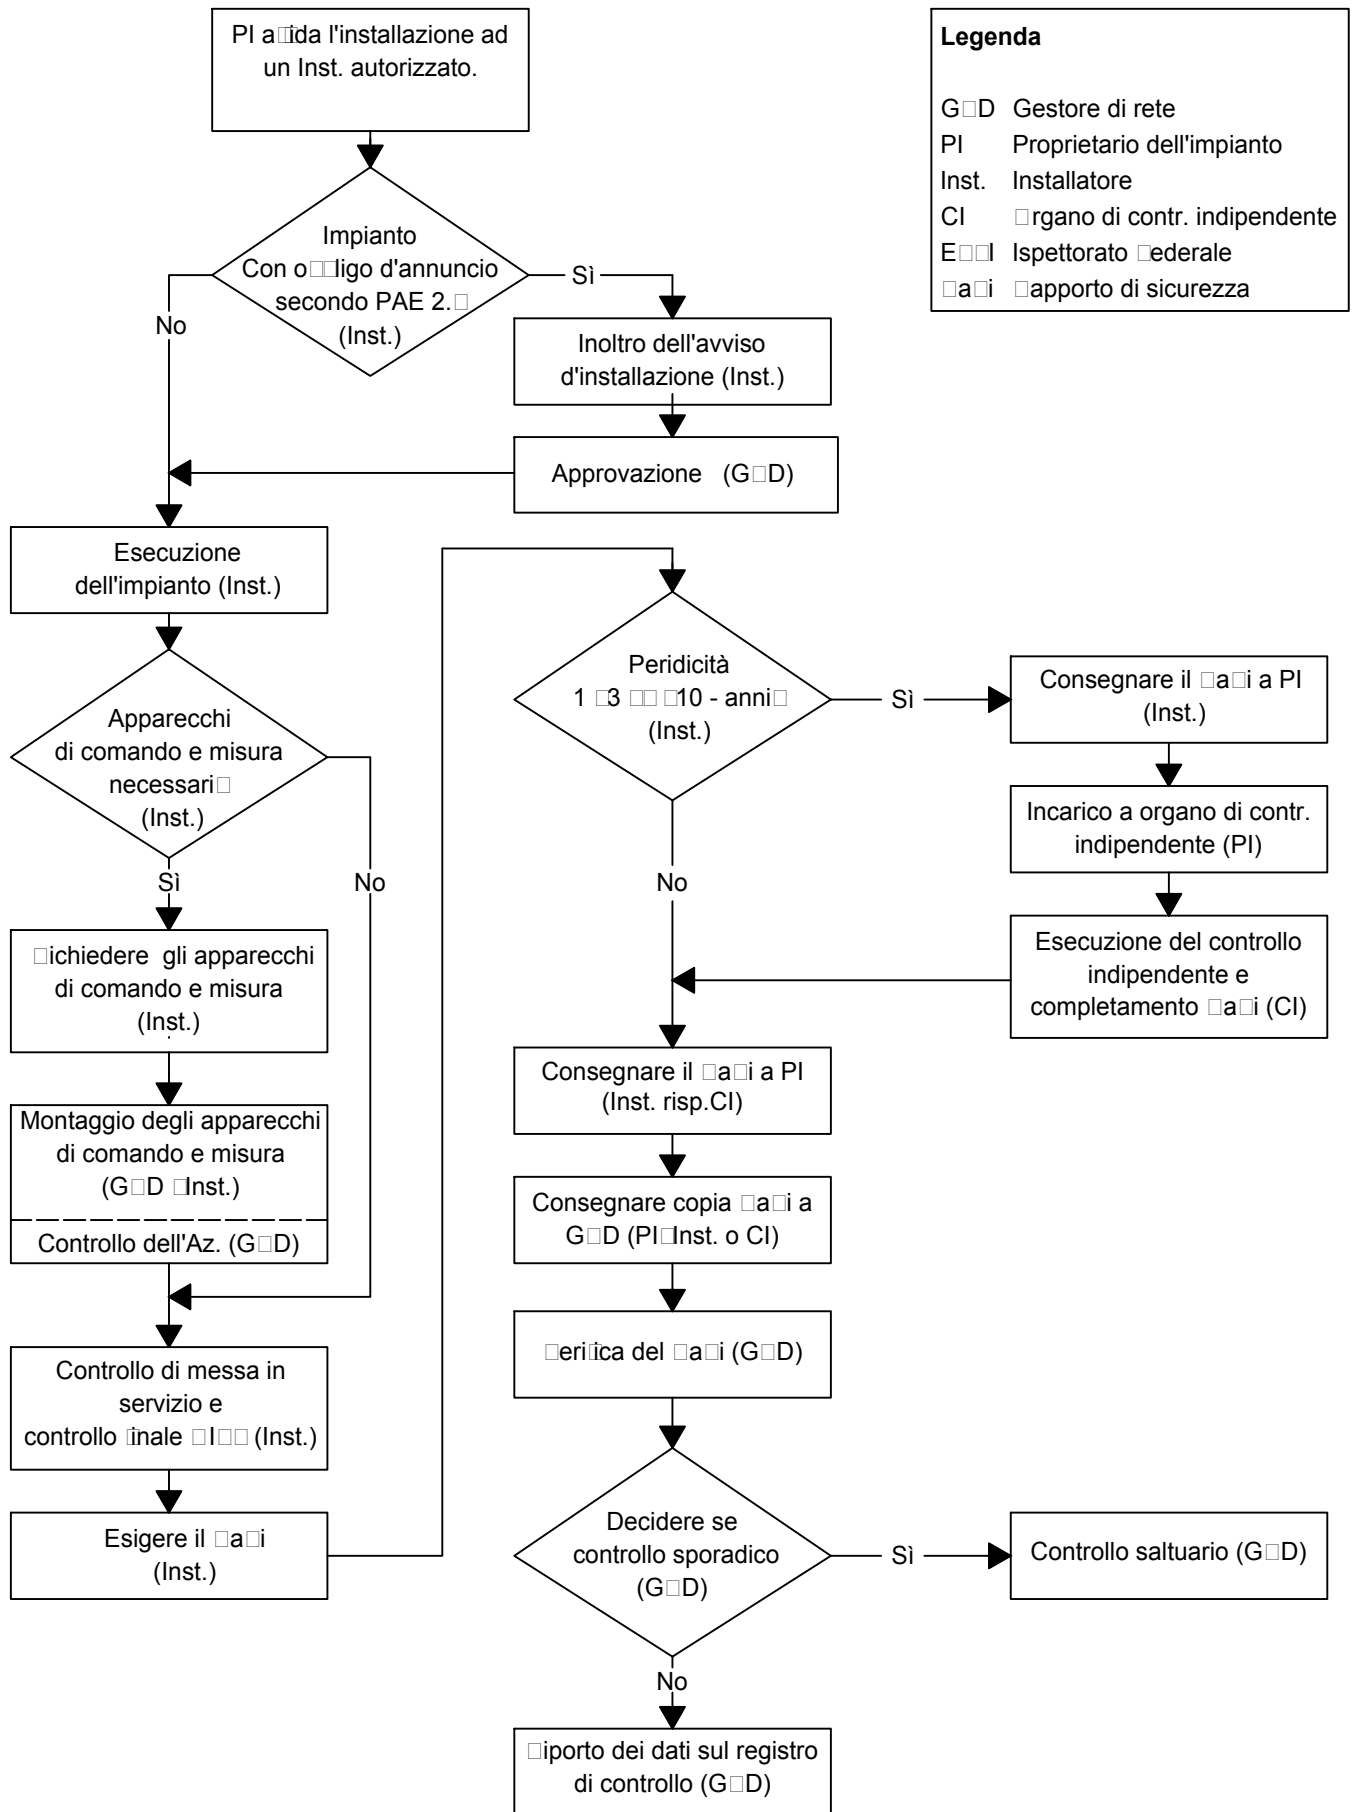 PI a□ida l'installazione ad
un Inst. autorizzato.
Legenda
G□D Gestore di rete
PI Proprietario dell'impianto
Inst. Installatore
CI □rgano di contr. indipendente
E□□I Ispettorato □ederale
□a□i □apporto di sicurezza
Impianto
Con o□□ligo d'annuncio
secondo PAE 2.□
(Inst.)
Sì
No
Inoltro dell'avviso
d'installazione (Inst.)
Approvazione (G□D)
Esecuzione
dell'impianto (Inst.)
Apparecchi
di comando e misura
necessari□
(Inst.)
Sì
No
□ichiedere gli apparecchi
di comando e misura
(Inst.)
Montaggio degli apparecchi
di comando e misura
(G□D □Inst.)
Controllo dell'Az. (G□D)
Controllo di messa in
servizio e
controllo □inale □I□□ (Inst.)
Esigere il □a□i
(Inst.)
Peridicità
1 □3 □□ □10 - anni□
(Inst.)
Sì
No
Consegnare il □a□i a PI
(Inst.)
Incarico a organo di contr.
indipendente (PI)
Esecuzione del controllo
indipendente e
completamento □a□i (CI)
Consegnare il □a□i a PI
(Inst. risp.CI)
Consegnare copia □a□i a
G□D (PI□Inst. o CI)
□eri□ica del □a□i (G□D)
Decidere se
controllo sporadico
(G□D)
Sì
Controllo saltuario (G□D)
No
□iporto dei dati sul registro
di controllo (G□D)